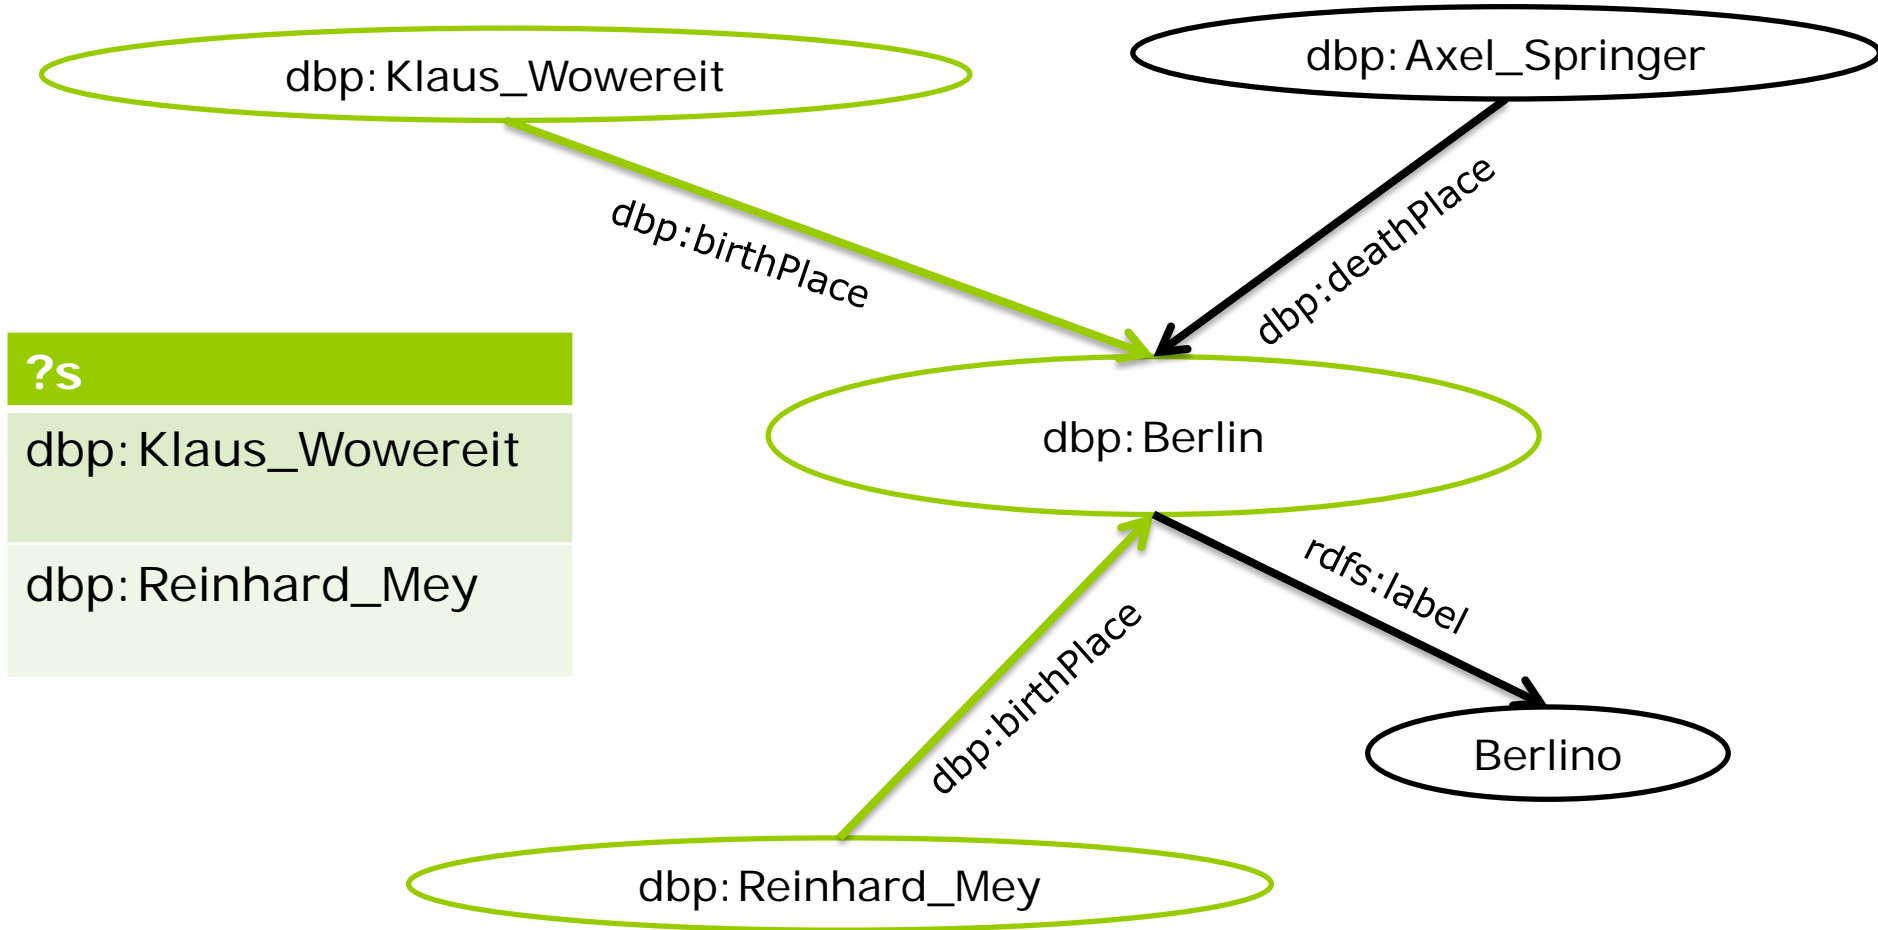 dbp:Klaus_Wowereit
dbp:Axel_Springer
dbp:birthPlace
dbp:deathPlace
?s
dbp:Klaus_Wowereit
dbp:Reinhard_Mey
dbp:Berlin
rdfs:label
dbp:birthPlace
Berlino
dbp:Reinhard_Mey